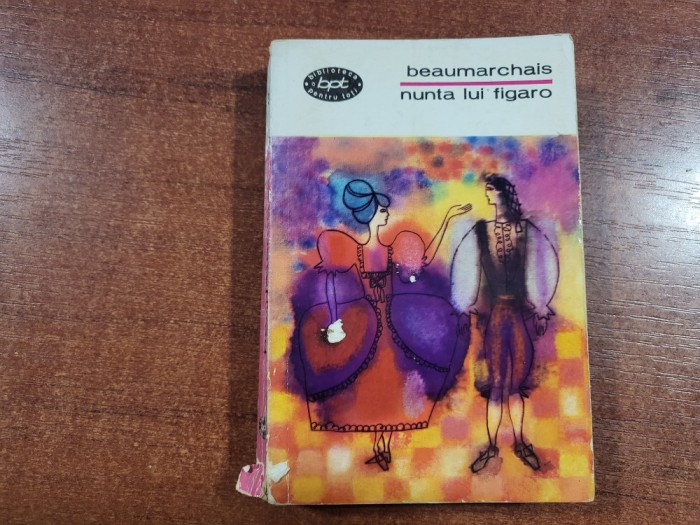 biblioteca
bpt
pentru toți
beaumarchais
nunta lui figaro